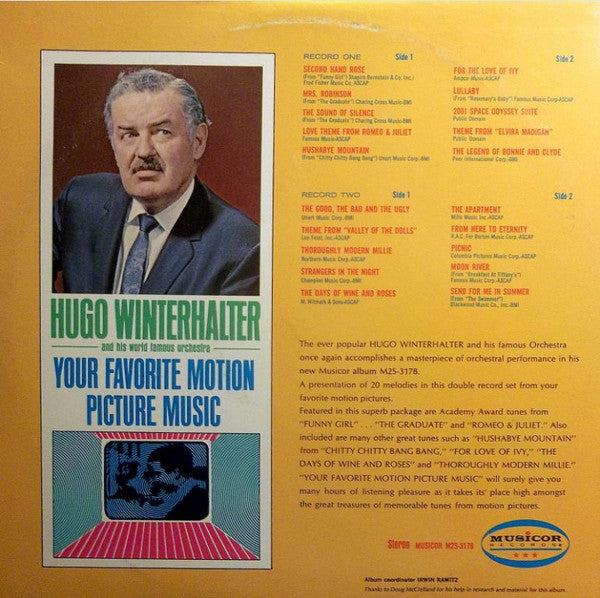 RECORD ONE Side 1
SECOND HAND ROSE
(From "Funny Girl") Shapiro Bernstein & Co. Inc.)
Fred Fisher Music Co. ASCAP
MRS. ROBINSON
(From "The Graduate") Charing Cross Music-BMI
THE SOUND OF SILENCE
(From "The Graduate") Charing Cross Music-BMI
LOVE THEME FROM ROMEO & JULIET
Famous Music-ASCAP
HUSHABYE MOUNTAIN
(From "Chitty Chitty Bang Bang") Unart Music Corp.-BMI
Side 2
FOR THE LOVE OF IVY
Ampco Music-ASCAP
LULLABY
(From "Rosemary's Baby") Famous Music Corp-ASCAP
2001 SPACE ODYSSEY SUITE
Public Domain
THEME FROM "ELVIRA MADIGAN"
Public Domain
THE LEGEND OF BONNIE AND CLYDE
Peer International Corp.-BMI
RECORD TWO Side 1
THE GOOD, THE BAD AND THE UGLY
Unart Music Corp.-BMI
THEME FROM "VALLEY OF THE DOLLS"
Leo Feist, Inc.-ASCAP
THOROUGHLY MODERN MILLIE
Northern Music Corp.-ASCAP
STRANGERS IN THE NIGHT
Champion Music Corp.-BMI
THE DAYS OF WINE AND ROSES
M. Witmark & Sons-ASCAP
Side 2
THE APARTMENT
Mills Music Inc.-ASCAP
FROM HERE TO ETERNITY
Barton Music Corp.-ASCAP
PICNIC
Columbia Pictures Music Corp.-ASCAP
MOON RIVER
(From "Breakfast At Tiffany's")
Famous Music Corp.-ASCAP
SEND FOR ME IN SUMMER
(From "The Swimmer")
Blackwood Music Co., Inc.-BMI
HUGO WINTERHALTER
and his world famous orchestra
YOUR FAVORITE MOTION
PICTURE MUSIC
The ever popular HUGO WINTERHALTER and his famous Orchestra
once again accomplishes a masterpiece of orchestral performance in his
new Musicor album M2S-3178.
A presentation of 20 melodies in this double record set from your
favorite motion pictures.
Featured in this superb package are Academy Award tunes from
"FUNNY GIRL" . . . "THE GRADUATE" and "ROMEO & JULIET." Also
included are many other great tunes such as "HUSHABYE MOUNTAIN"
from "CHITTY CHITTY BANG BANG," "FOR LOVE OF IVY," "THE
DAYS OF WINE AND ROSES" and "THOROUGHLY MODERN MILLIE."
"YOUR FAVORITE MOTION PICTURE MUSIC" will surely give you
many hours of listening pleasure as it takes its' place high amongst
the great treasures of memorable tunes from motion pictures.
Stereo MUSICOR M2S-3178
MUSICOR
RECORDS
Album coordinator IRWIN RAWITZ
Thanks to Doug McClelland for his help in research and material for this album.